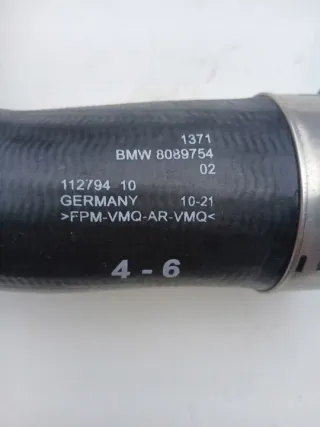 1371
BMW 8089754
02
112794 10
GERMANY 10-21
>FPM-VMQ-AR-VMQ<
4 - 6